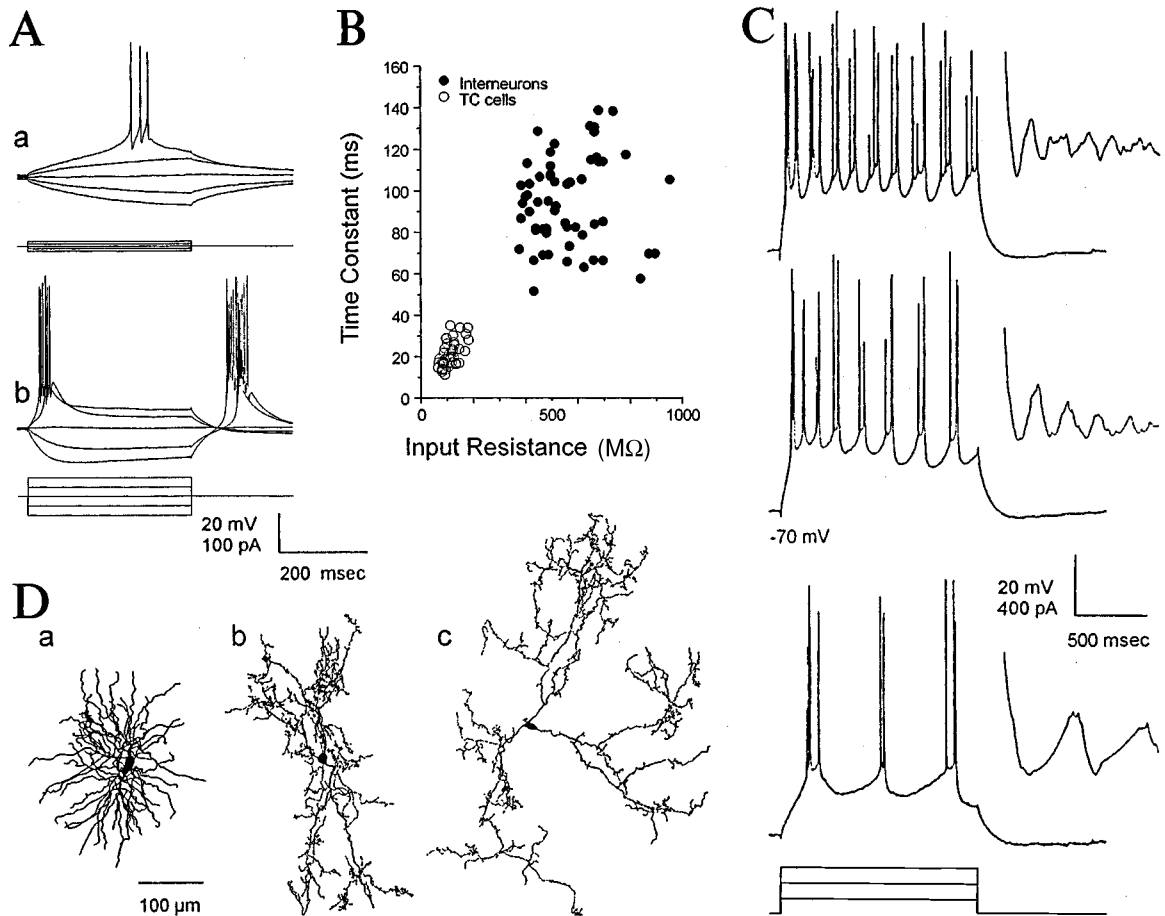 A
a
b
20 mV
100 pA
200 msec
B
Interneurons
TC cells
Time Constant (ms)
160
140
120
100
80
60
40
20
0
0
500
1000
Input Resistance (MΩ)
C
-70 mV
20 mV
400 pA
500 msec
D
a
b
c
100 µm